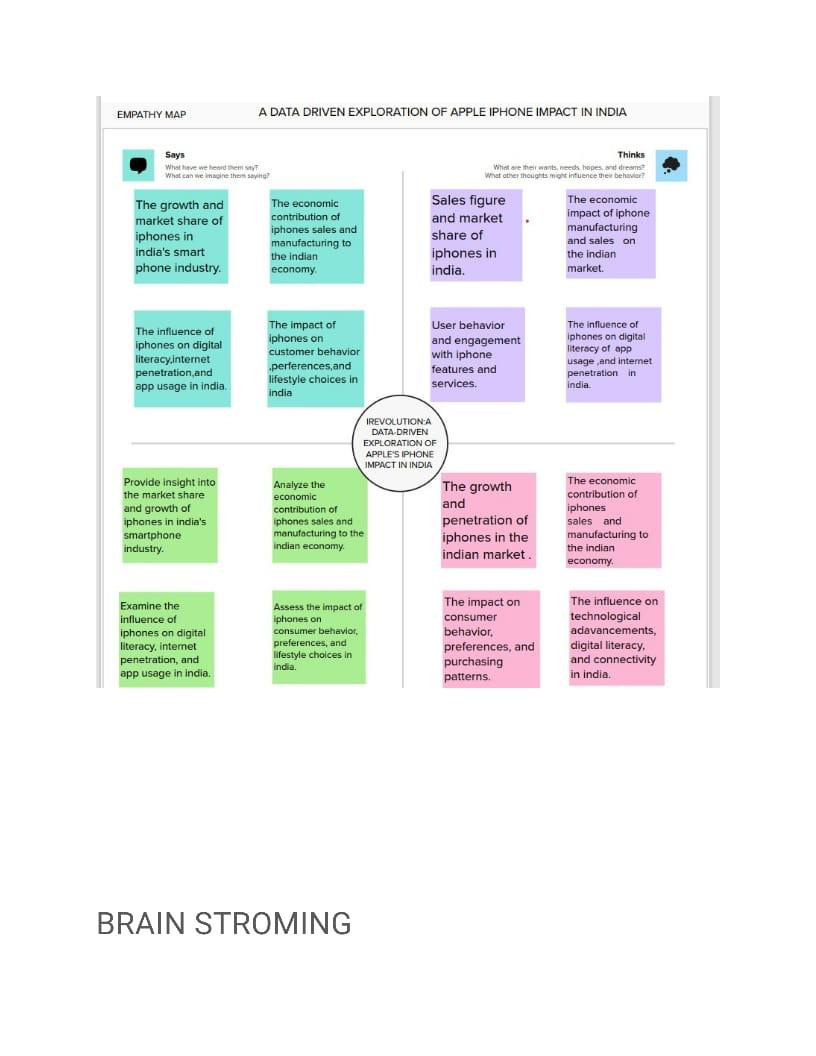 EMPATHY MAP
A DATA DRIVEN EXPLORATION OF APPLE IPHONE IMPACT IN INDIA
Says
What have we heard them say?
What can we imagine them saying?
Thinks
What are their wants, needs, hopes, and dreams?
What other thoughts might influence their behavior?
The growth and
market share of
iphones in
india's smart
phone industry.
The economic
contribution of
iphones sales and
manufacturing to
the indian
economy.
Sales figure
and market
share of
iphones in
india.
The economic
impact of iphone
manufacturing
and sales on
the indian
market.
The influence of
iphones on digital
literacy,internet
penetration,and
app usage in india.
The impact of
iphones on
customer behavior
,perferences,and
lifestyle choices in
india
User behavior
and engagement
with iphone
features and
services.
The influence of
iphones on digital
literacy of app
usage ,and internet
penetration in
india.
IREVOLUTION:A
DATA-DRIVEN
EXPLORATION OF
APPLE'S IPHONE
IMPACT IN INDIA
Provide insight into
the market share
and growth of
iphones in india's
smartphone
industry.
Analyze the
economic
contribution of
iphones sales and
manufacturing to the
indian economy.
The growth
and
penetration of
iphones in the
indian market .
The economic
contribution of
iphones
sales and
manufacturing to
the indian
economy.
Examine the
influence of
iphones on digital
literacy, internet
penetration, and
app usage in india.
Assess the impact of
iphones on
consumer behavior,
preferences, and
lifestyle choices in
india.
The impact on
consumer
behavior,
preferences, and
purchasing
patterns.
The influence on
technological
adavancements,
digital literacy,
and connectivity
in india.
BRAIN STROMING